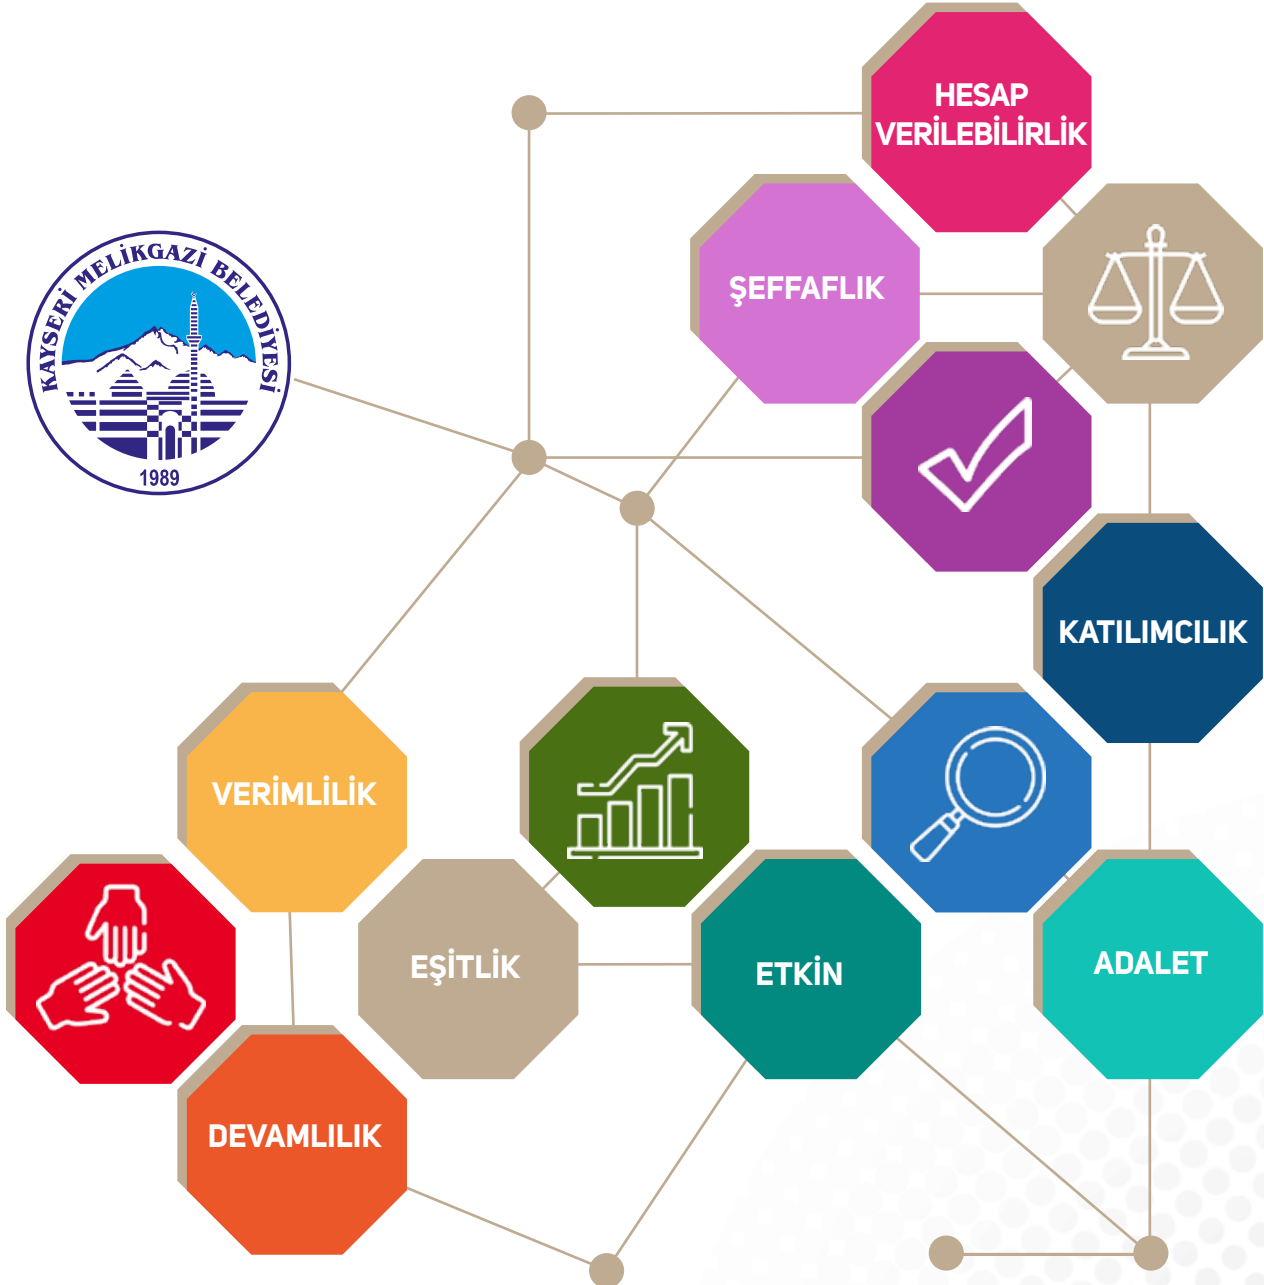 HESAP
VERİLEBİLİRLİK
ŞEFFAFLIK
KAYSERİ MELİKGAZİ BELEDİYESİ
1989
KATILIMCILIK
VERİMLİLİK
EŞİTLİK
ETKİN
ADALET
DEVAMLILIK